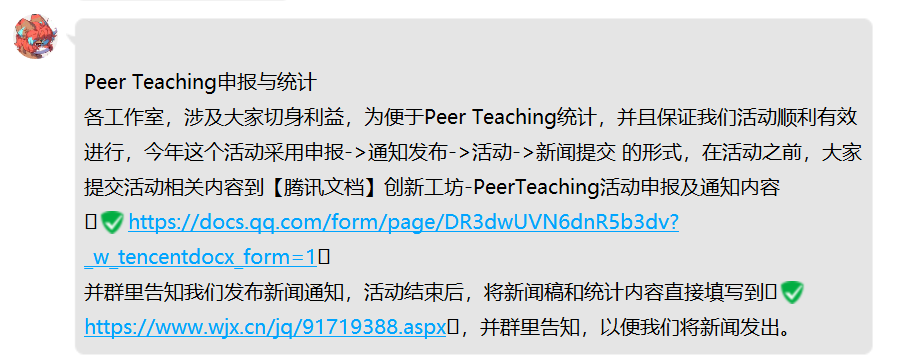 Peer Teaching申报与统计
各工作室，涉及大家切身利益，为便于Peer Teaching统计，并且保证我们活动顺利有效
进行，今年这个活动采用申报->通知发布->活动->新闻提交 的形式，在活动之前，大家
提交活动相关内容到【腾讯文档】创新工坊-PeerTeaching活动申报及通知内容
https://docs.qq.com/form/page/DR3dwUVN6dnR5b3dv?
_w_tencentdocx_form=1
并群里告知我们发布新闻通知，活动结束后，将新闻稿和统计内容直接填写到
https://www.wjx.cn/jq/91719388.aspx，并群里告知，以便我们将新闻发出。